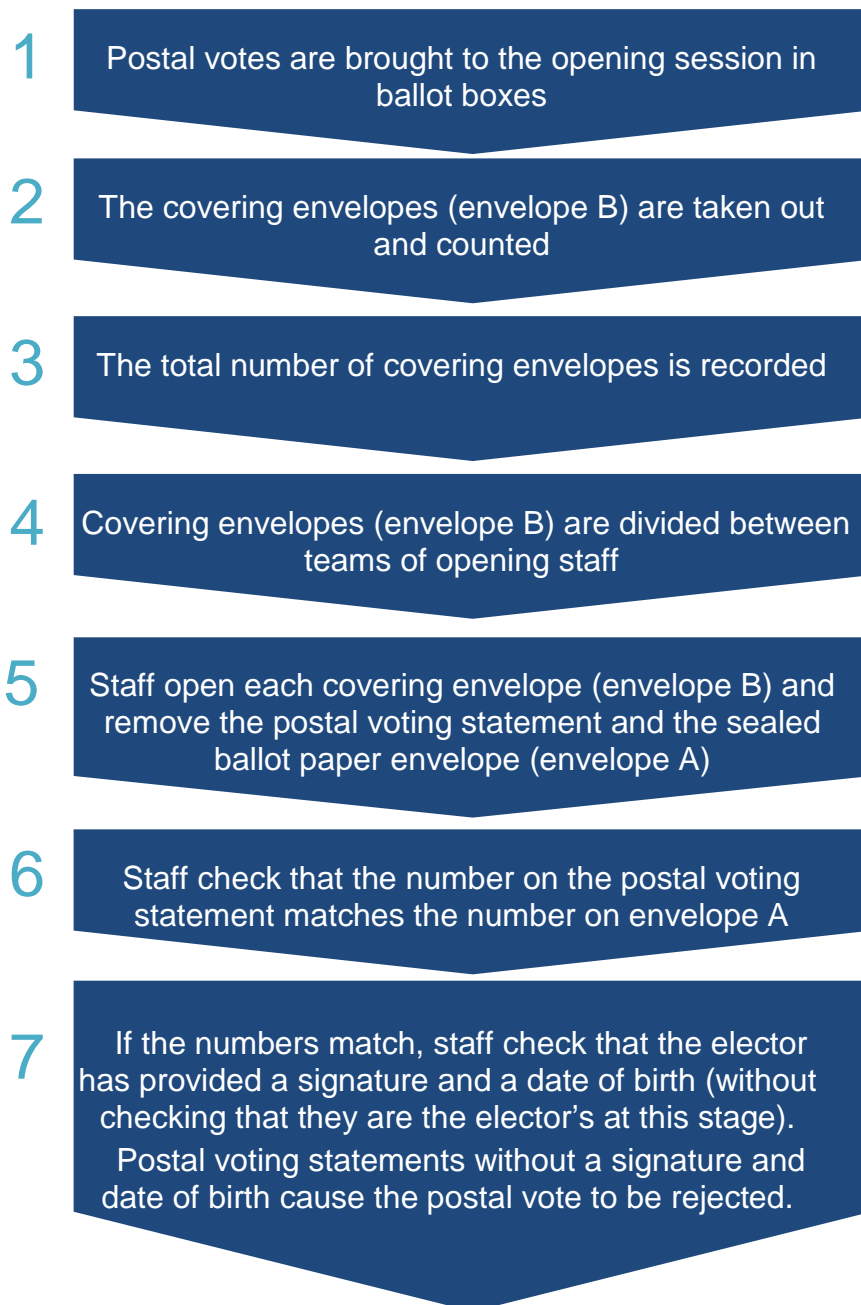 1
Postal votes are brought to the opening session in
ballot boxes
2
The covering envelopes (envelope B) are taken out
and counted
3
The total number of covering envelopes is recorded
4
Covering envelopes (envelope B) are divided between
teams of opening staff
5
Staff open each covering envelope (envelope B) and
remove the postal voting statement and the sealed
ballot paper envelope (envelope A)
6
Staff check that the number on the postal voting
statement matches the number on envelope A
7
If the numbers match, staff check that the elector
has provided a signature and a date of birth (without
checking that they are the elector’s at this stage).
Postal voting statements without a signature and
date of birth cause the postal vote to be rejected.